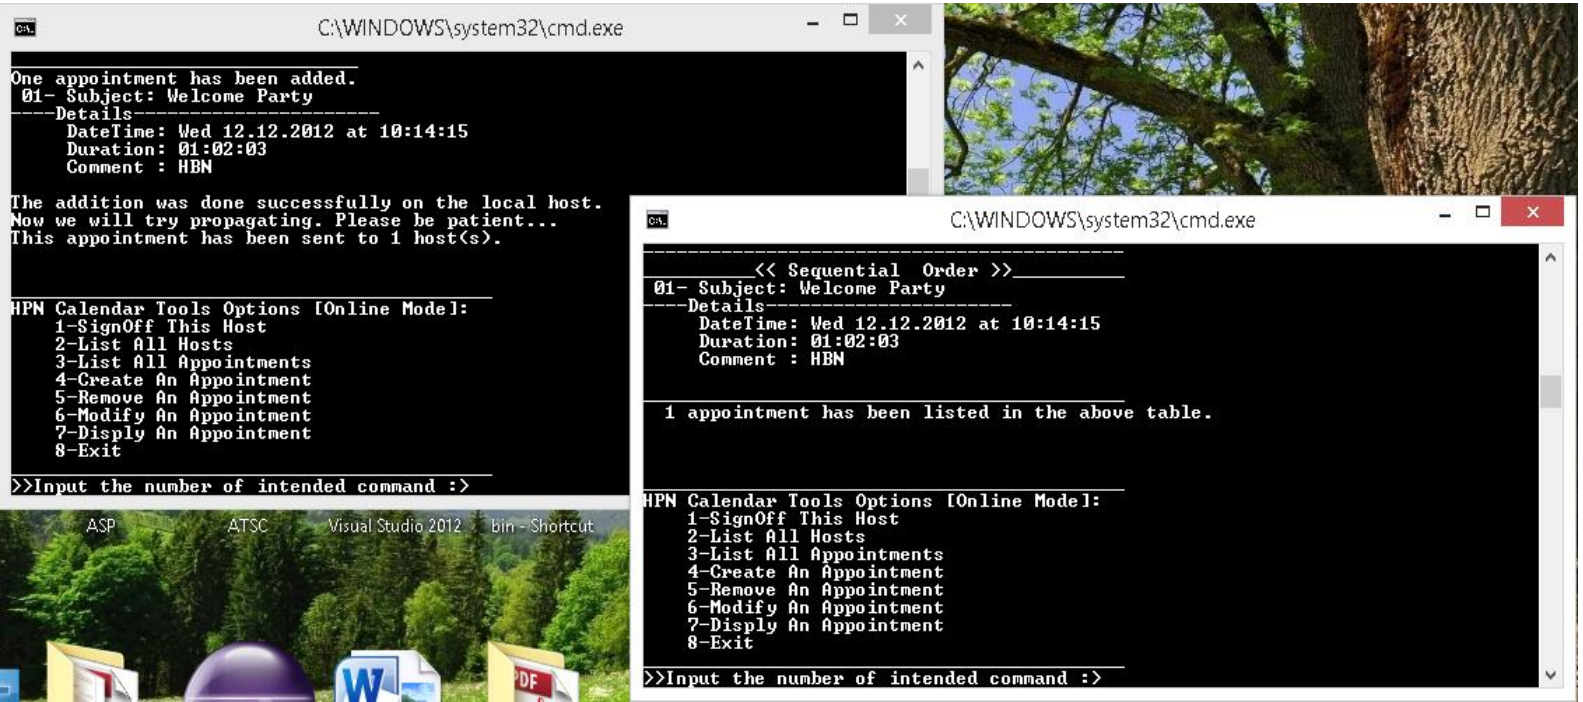 C:\WINDOWS\system32\cmd.exe
One appointment has been added.
01- Subject: Welcome Party
----Details----------------------
DateTime: Wed 12.12.2012 at 10:14:15
Duration: 01:02:03
Comment : HBN
The addition was done successfully on the local host.
Now we will try propagating. Please be patient...
This appointment has been sent to 1 host(s).
HPN Calendar Tools Options [Online Mode]:
1-SignOff This Host
2-List All Hosts
3-List All Appointments
4-Create An Appointment
5-Remove An Appointment
6-Modify An Appointment
7-Disply An Appointment
8-Exit
>>Input the number of intended command :>
C:\WINDOWS\system32\cmd.exe
<< Sequential  Order >>
01- Subject: Welcome Party
----Details----------------------
DateTime: Wed 12.12.2012 at 10:14:15
Duration: 01:02:03
Comment : HBN
1 appointment has been listed in the above table.
HPN Calendar Tools Options [Online Mode]:
1-SignOff This Host
2-List All Hosts
3-List All Appointments
4-Create An Appointment
5-Remove An Appointment
6-Modify An Appointment
7-Disply An Appointment
8-Exit
>>Input the number of intended command :>
ASP
ATSC
Visual Studio 2012
bin - Shortcut
W
PDF